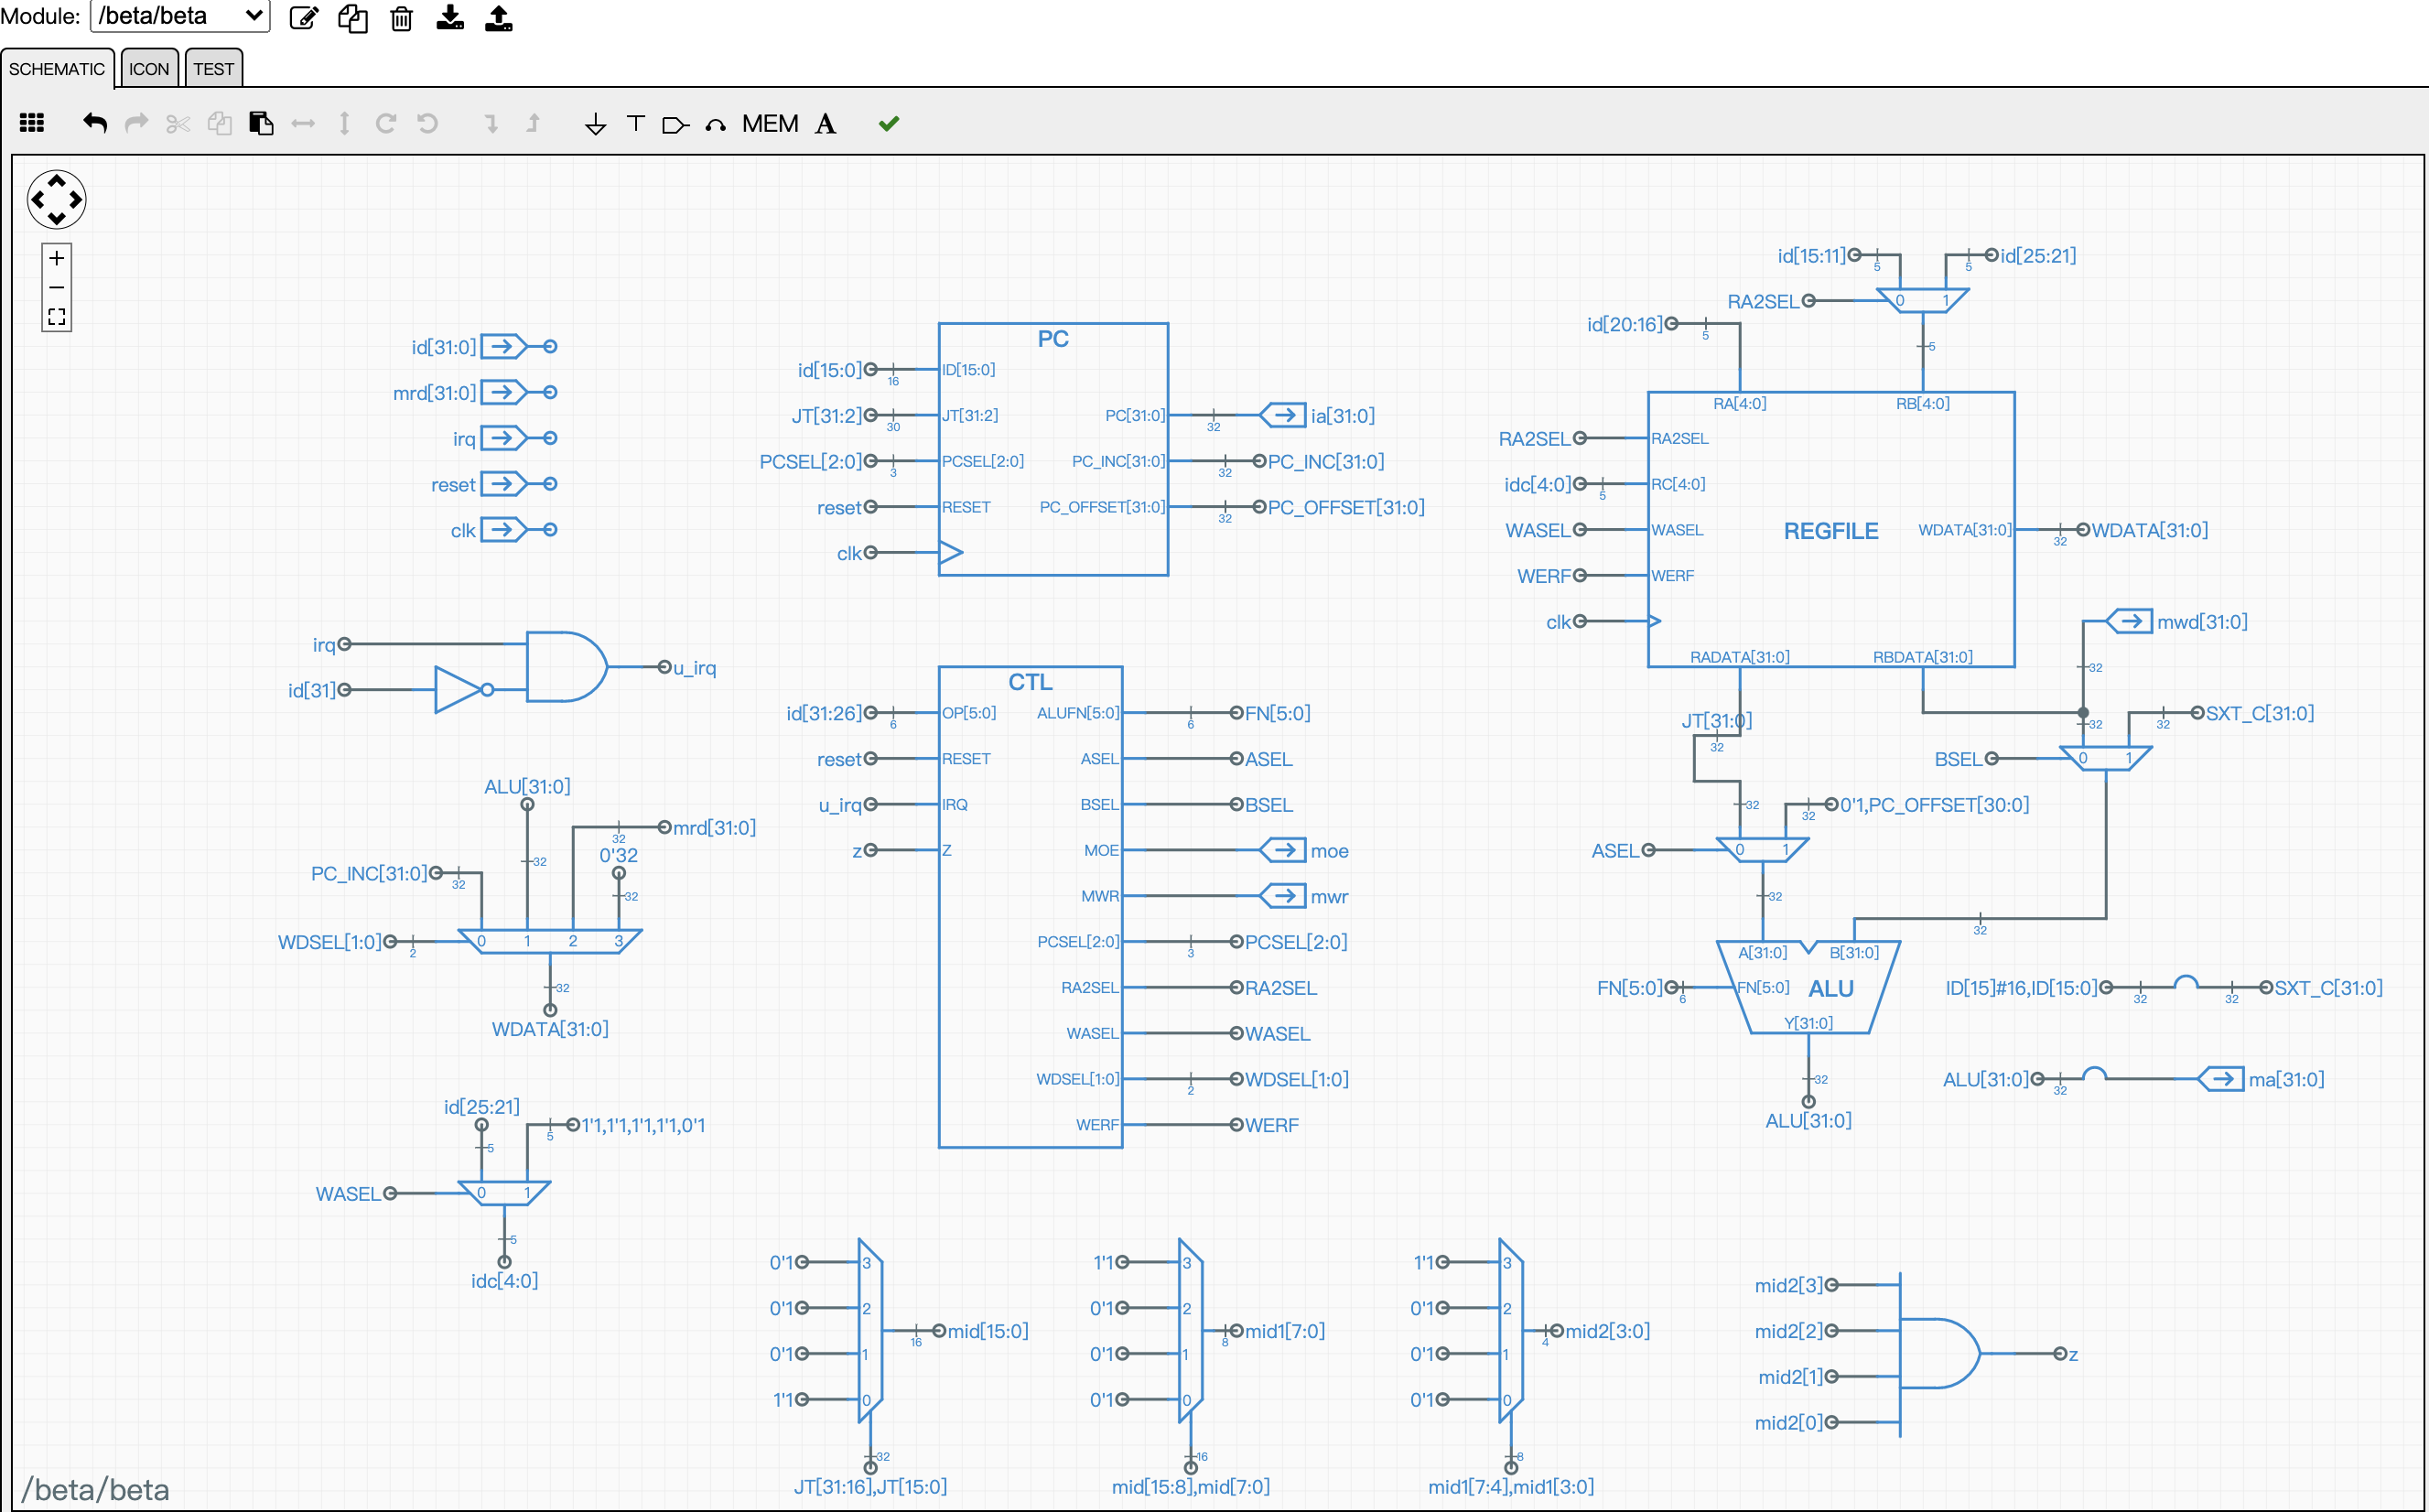 Module: /beta/beta
SCHEMATIC ICON TEST
MEM A
id[31:0]
mrd[31:0]
irq
reset
clk
PC
id[15:0] 16 ID[15:0]
JT[31:2] 30 JT[31:2] PC[31:0] 32 ia[31:0]
PCSEL[2:0] 3 PCSEL[2:0] PC_INC[31:0] 32 PC_INC[31:0]
reset RESET PC_OFFSET[31:0] 32 PC_OFFSET[31:0]
clk
id[15:11] 5 5 id[25:21]
RA2SEL 0 1
id[20:16] 5 5
RA[4:0] RB[4:0]
RA2SEL RA2SEL
idc[4:0] 5 RC[4:0]
WASEL WASEL REGFILE WDATA[31:0] 32 WDATA[31:0]
WERF WERF
clk
RADATA[31:0] RBDATA[31:0]
mwd[31:0]
32
irq
id[31]
u_irq
CTL
id[31:26] 6 OP[5:0] ALUFN[5:0] 6 FN[5:0]
reset RESET ASEL ASEL
u_irq IRQ BSEL BSEL
z Z MOE moe
MWR mwr
PCSEL[2:0] 3 PCSEL[2:0]
RA2SEL RA2SEL
WASEL WASEL
WDSEL[1:0] 2 WDSEL[1:0]
WERF WERF
JT[31:0]
32
32 32 SXT_C[31:0]
BSEL 0 1
32 32 0'1,PC_OFFSET[30:0]
ASEL 0 1
32
32
A[31:0] B[31:0]
FN[5:0] 6 FN[5:0] ALU
Y[31:0]
32
ALU[31:0]
ID[15]#16,ID[15:0] 32 32 SXT_C[31:0]
ALU[31:0] 32 ma[31:0]
ALU[31:0]
32 mrd[31:0]
32 0'32
PC_INC[31:0] 32 32
WDSEL[1:0] 2 0 1 2 3
32
WDATA[31:0]
id[25:21]
5 5 1'1,1'1,1'1,1'1,0'1
WASEL 0 1
5
idc[4:0]
0'1 3
0'1 2
16 mid[15:0]
0'1 1
1'1 0
32
JT[31:16],JT[15:0]
1'1 3
0'1 2
8 mid1[7:0]
0'1 1
0'1 0
16
mid[15:8],mid[7:0]
1'1 3
0'1 2
4 mid2[3:0]
0'1 1
0'1 0
8
mid1[7:4],mid1[3:0]
mid2[3]
mid2[2]
z
mid2[1]
mid2[0]
/beta/beta